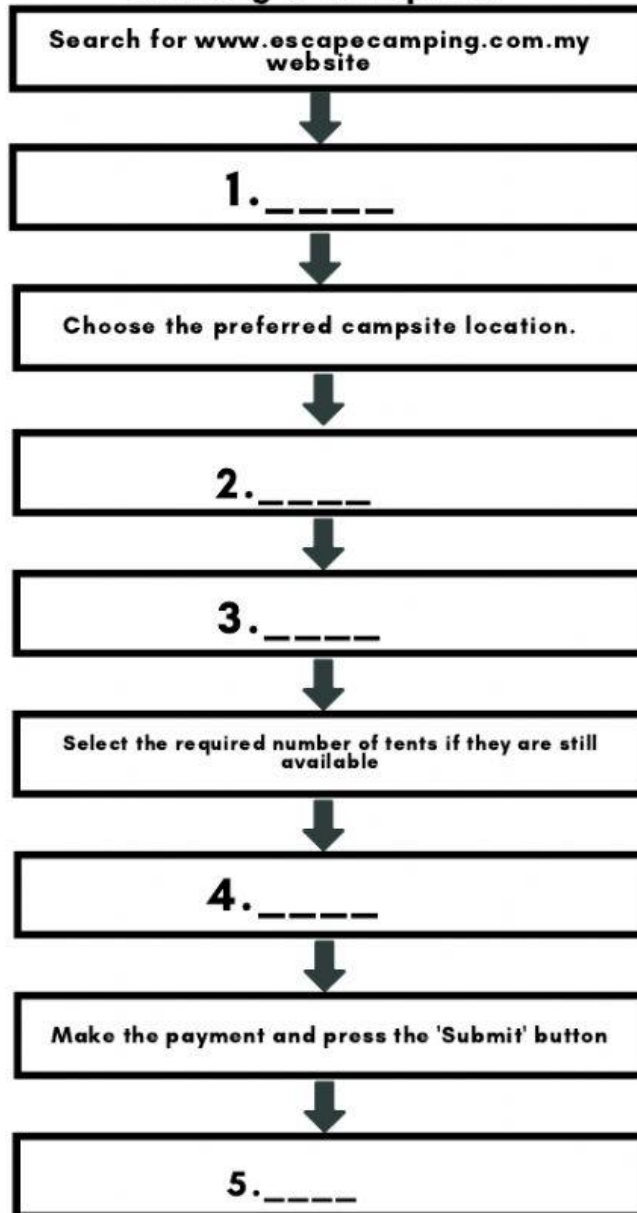 Search for www.escapecamping.com.my
website
1.____
Choose the preferred campsite location.
2.____
3.____
Select the required number of tents if they are still
available
4.____
Make the payment and press the 'Submit' button
5.____